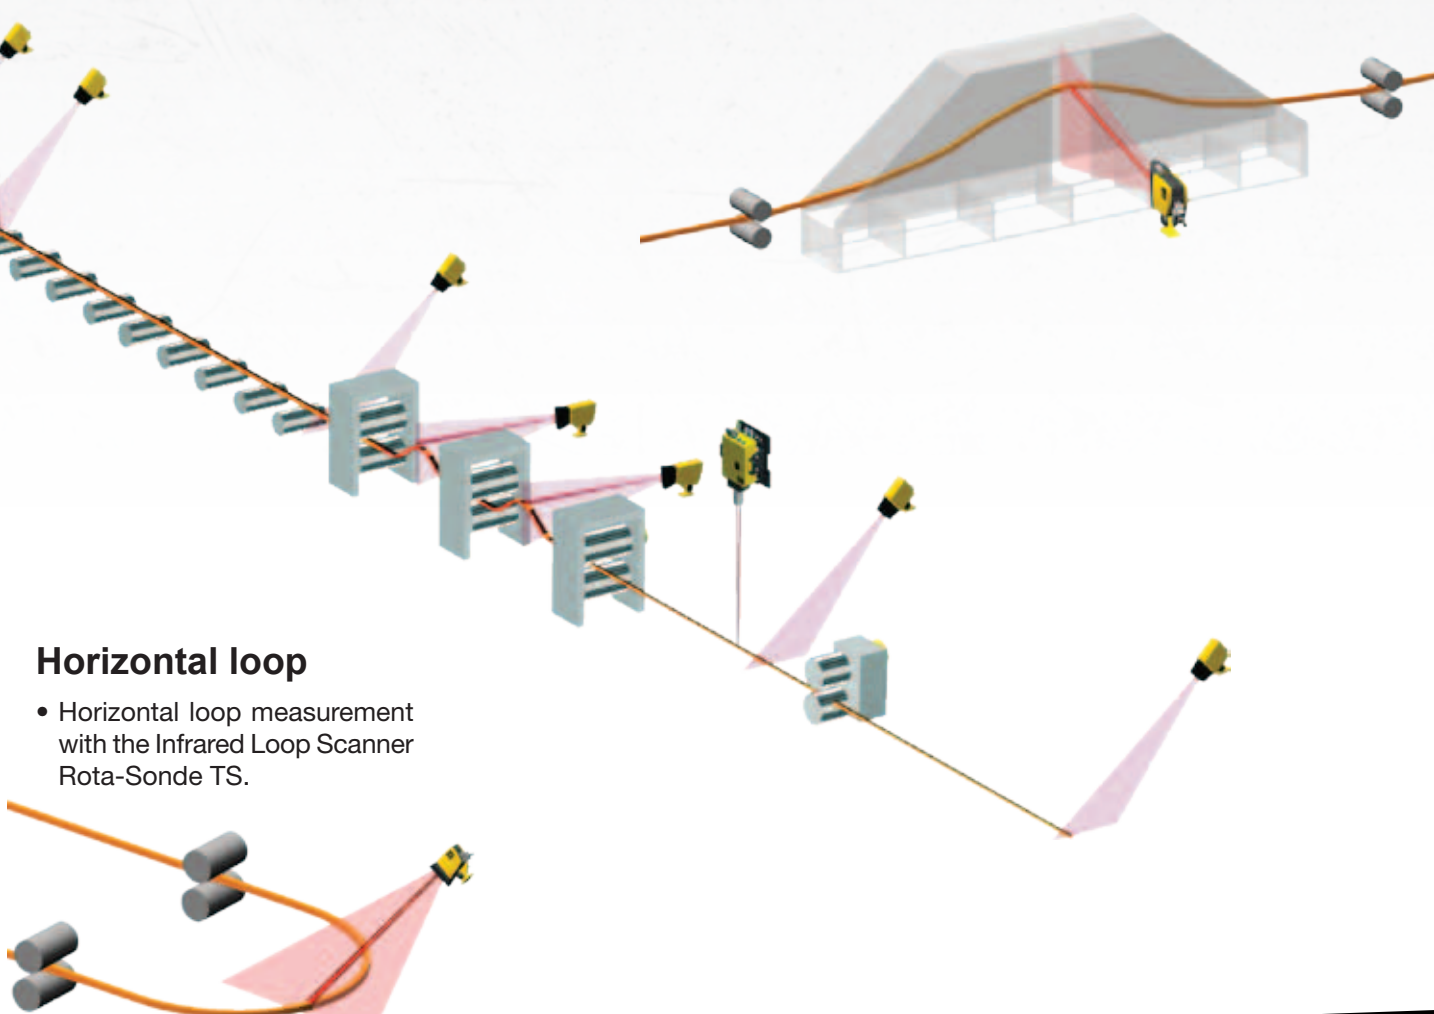 Horizontal loop
• Horizontal loop measurement
with the Infrared Loop Scanner
Rota-Sonde TS.